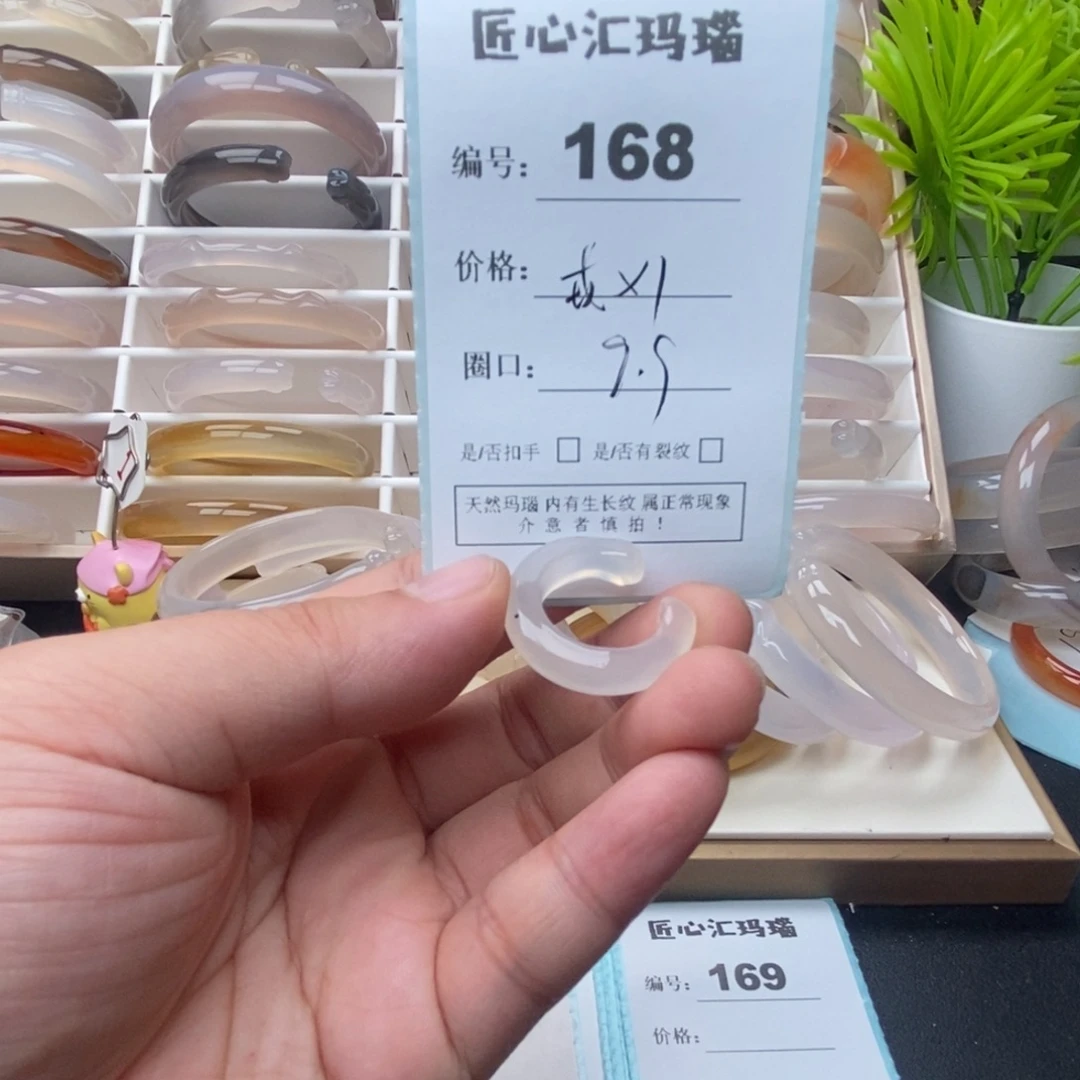 匠心汇玛瑙
编号: 168
价格: X1
圈口: 9.5
是/否扣手 □ 是/否有裂纹 □
天然玛瑙 内有生长纹 属正常现象
介意者慎拍！
匠心汇玛瑙
编号: 169
价格: